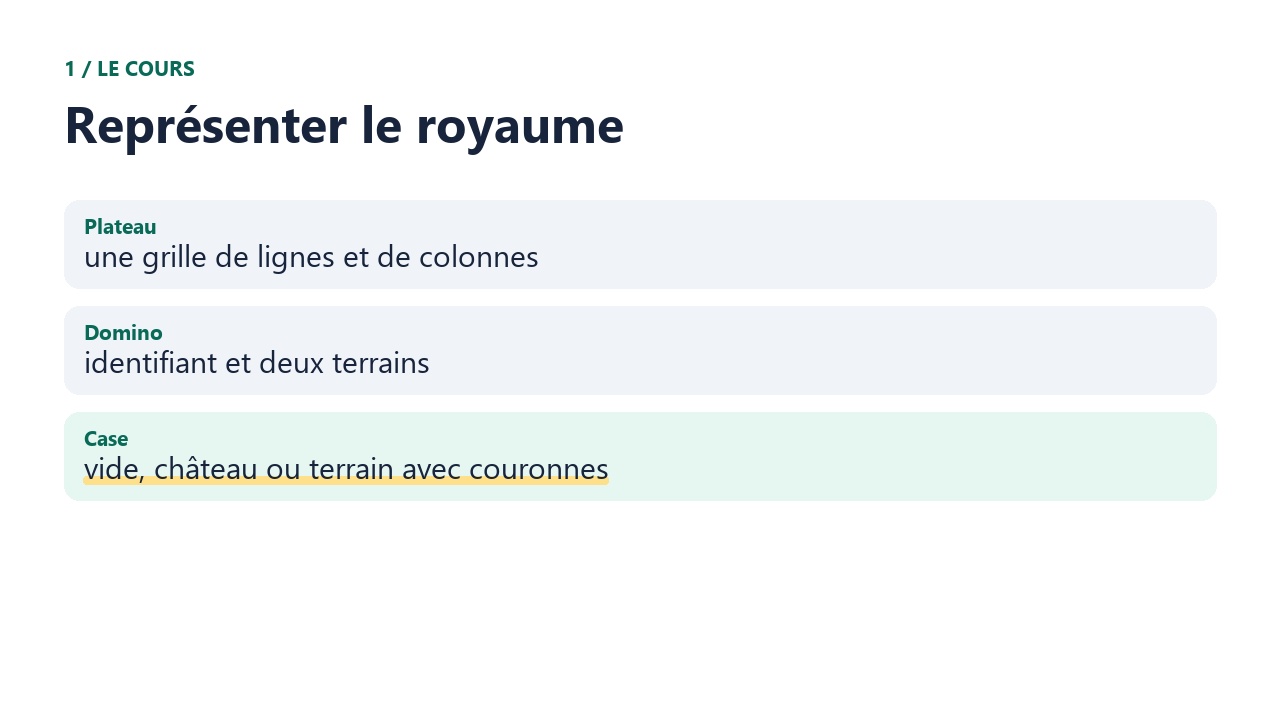 1 / LE COURS
Représenter le royaume
Plateau
une grille de lignes et de colonnes
Domino
identifiant et deux terrains
Case
vide, château ou terrain avec couronnes